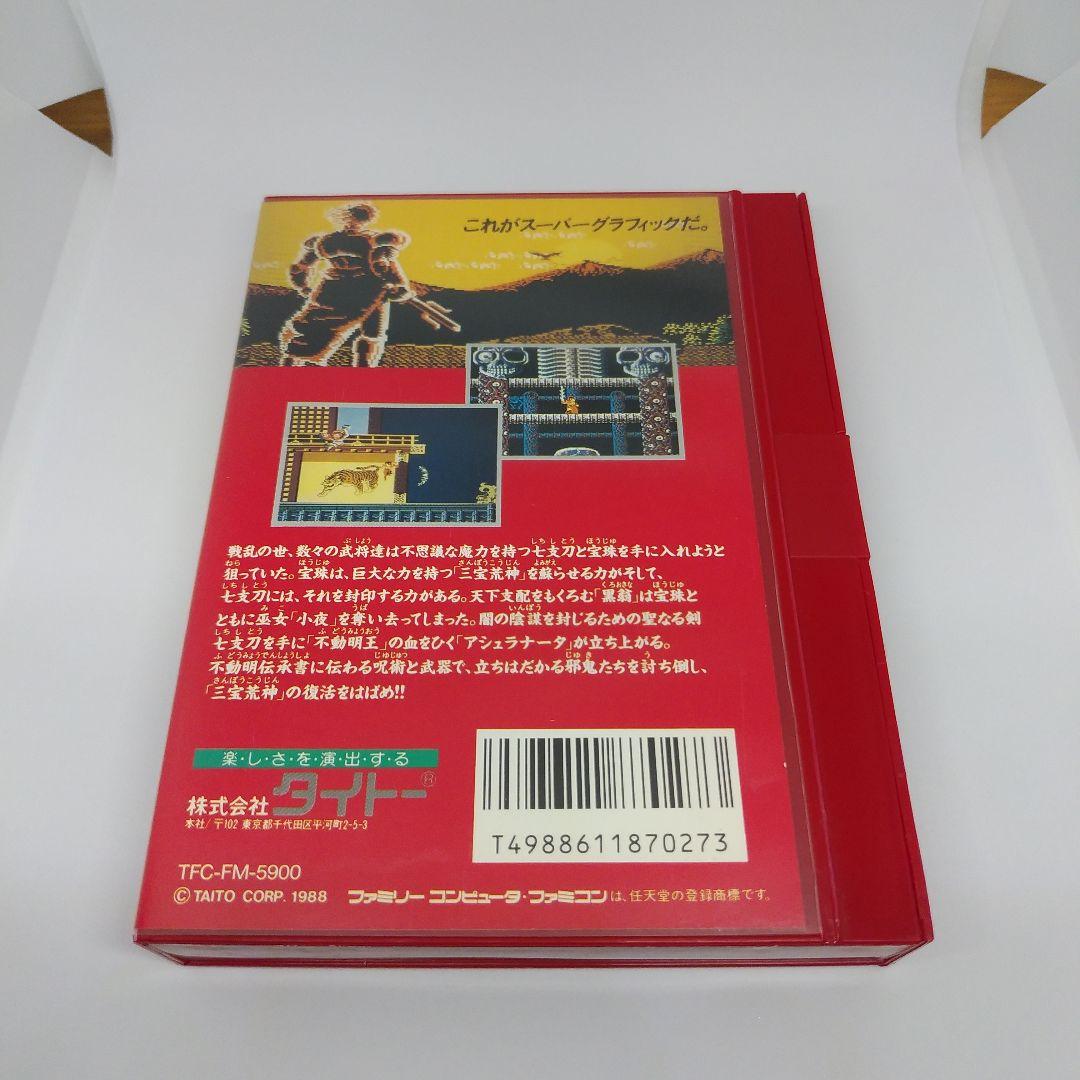 これがスーパーグラフィックだ。
戦乱の世、数々の武将達は不思議な魔力を持つ七支刀と宝珠を手に入れようと
狙っていた。宝珠は、巨大な力を持つ「三宝荒神」を蘇らせる力がそして、
七支刀には、それを封印する力がある。天下支配をもくろむ「黒翁」は宝珠と
ともに巫女「小夜」を奪い去ってしまった。闇の陰謀を封じるための聖なる剣
七支刀を手に「不動明王」の血をひく「アシュラナータ」が立ち上がる。
不動明伝承書に伝わる呪術と武器で、立ちはだかる邪鬼たちを討ち倒し、
「三宝荒神」の復活をはばめ!!
楽・し・さ・を・演・出・す・る
株式会社 タイトー®
本社/〒102 東京都千代田区平河町2-5-3
T4988611870273
TFC-FM-5900
© TAITO CORP. 1988 ファミリーコンピュータ・ファミコンは、任天堂の登録商標です。